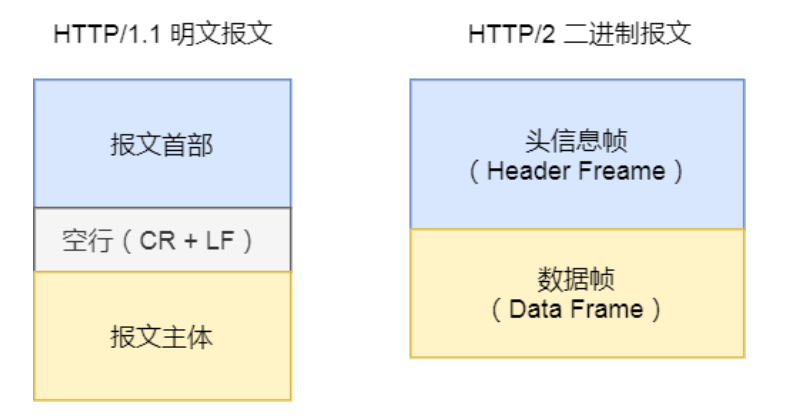 HTTP/1.1 明文报文
HTTP/2 二进制报文
报文首部
空行（CR + LF）
报文主体
头信息帧
（Header Freame）
数据帧
（Data Frame）